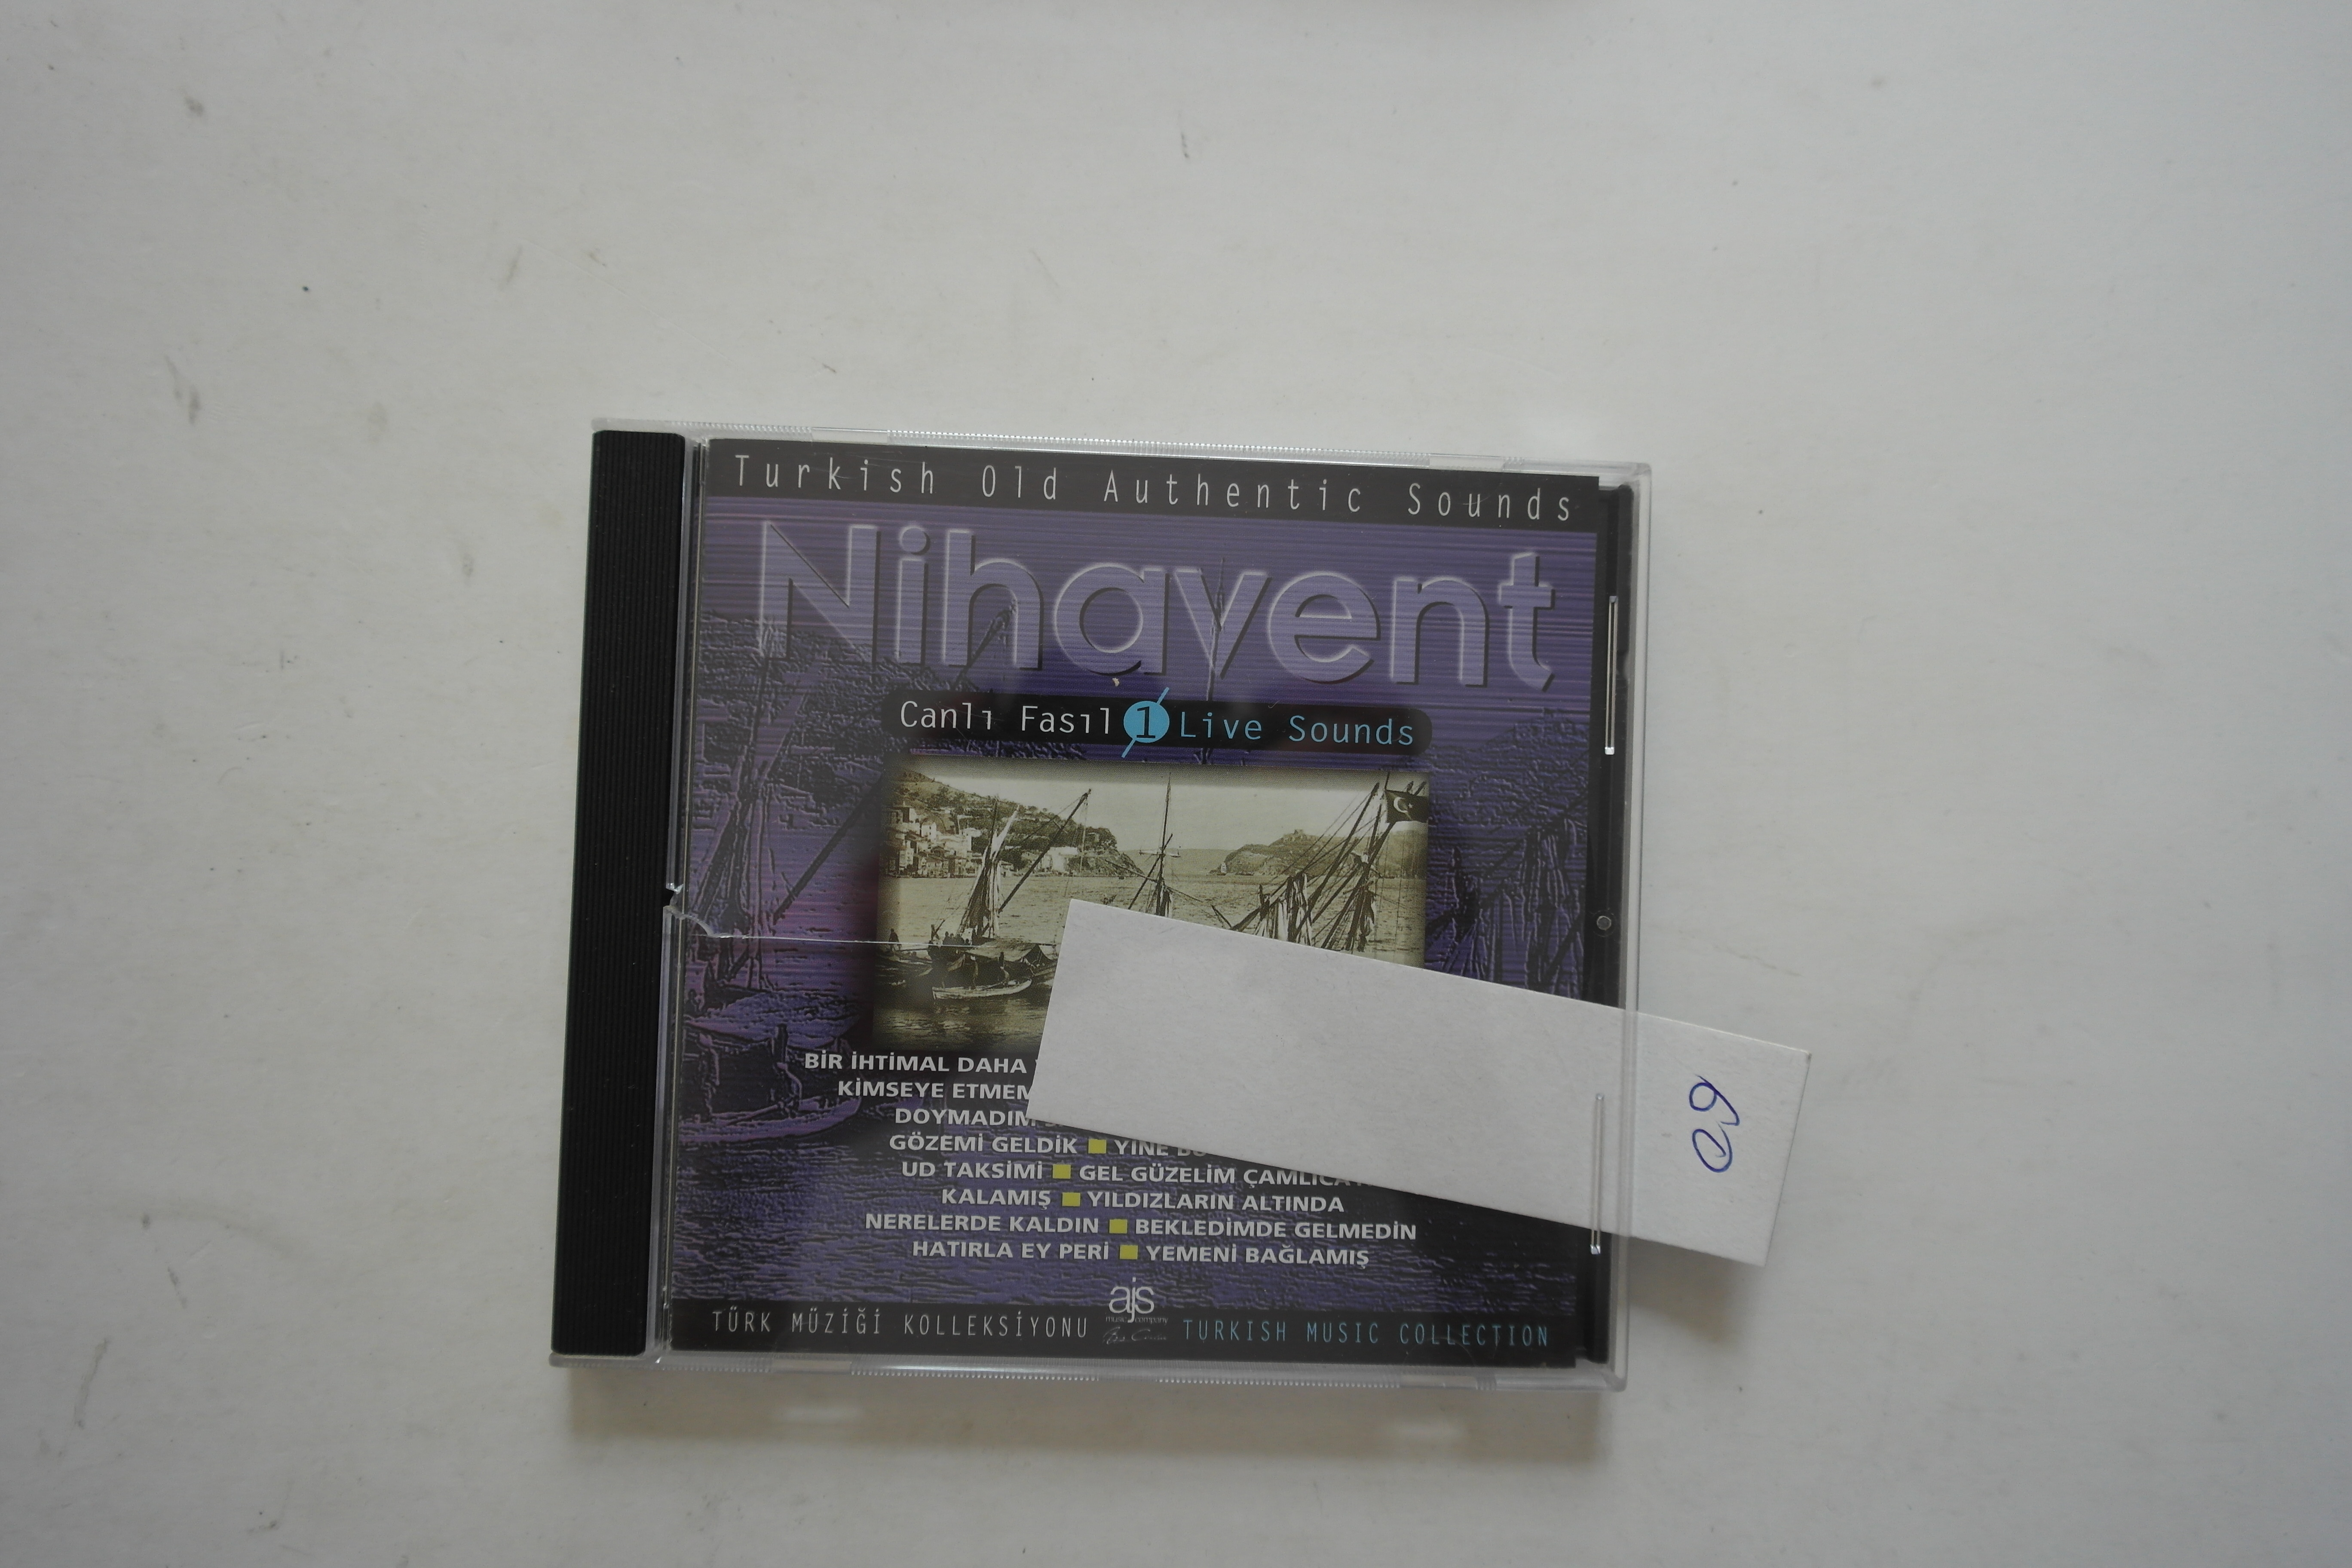 Turkish Old Authentic Sounds
Nihavent
Canlı Fasıl 1 Live Sounds
BİR İHTİMAL DAHA
KİMSEYE ETMEM
DOYMADIM
GÖZEMİ GELDİK ■ YİNE
UD TAKSİMİ ■ GEL GÜZELİM ÇAMLICA
KALAMIŞ ■ YILDIZLARIN ALTINDA
NERELERDE KALDIN ■ BEKLEDİMDE GELMEDİN
HATIRLA EY PERİ ■ YEMENİ BAĞLAMIŞ
ajs
music company
TÜRK MÜZİĞİ KOLLEKSİYONU TURKISH MUSIC COLLECTION